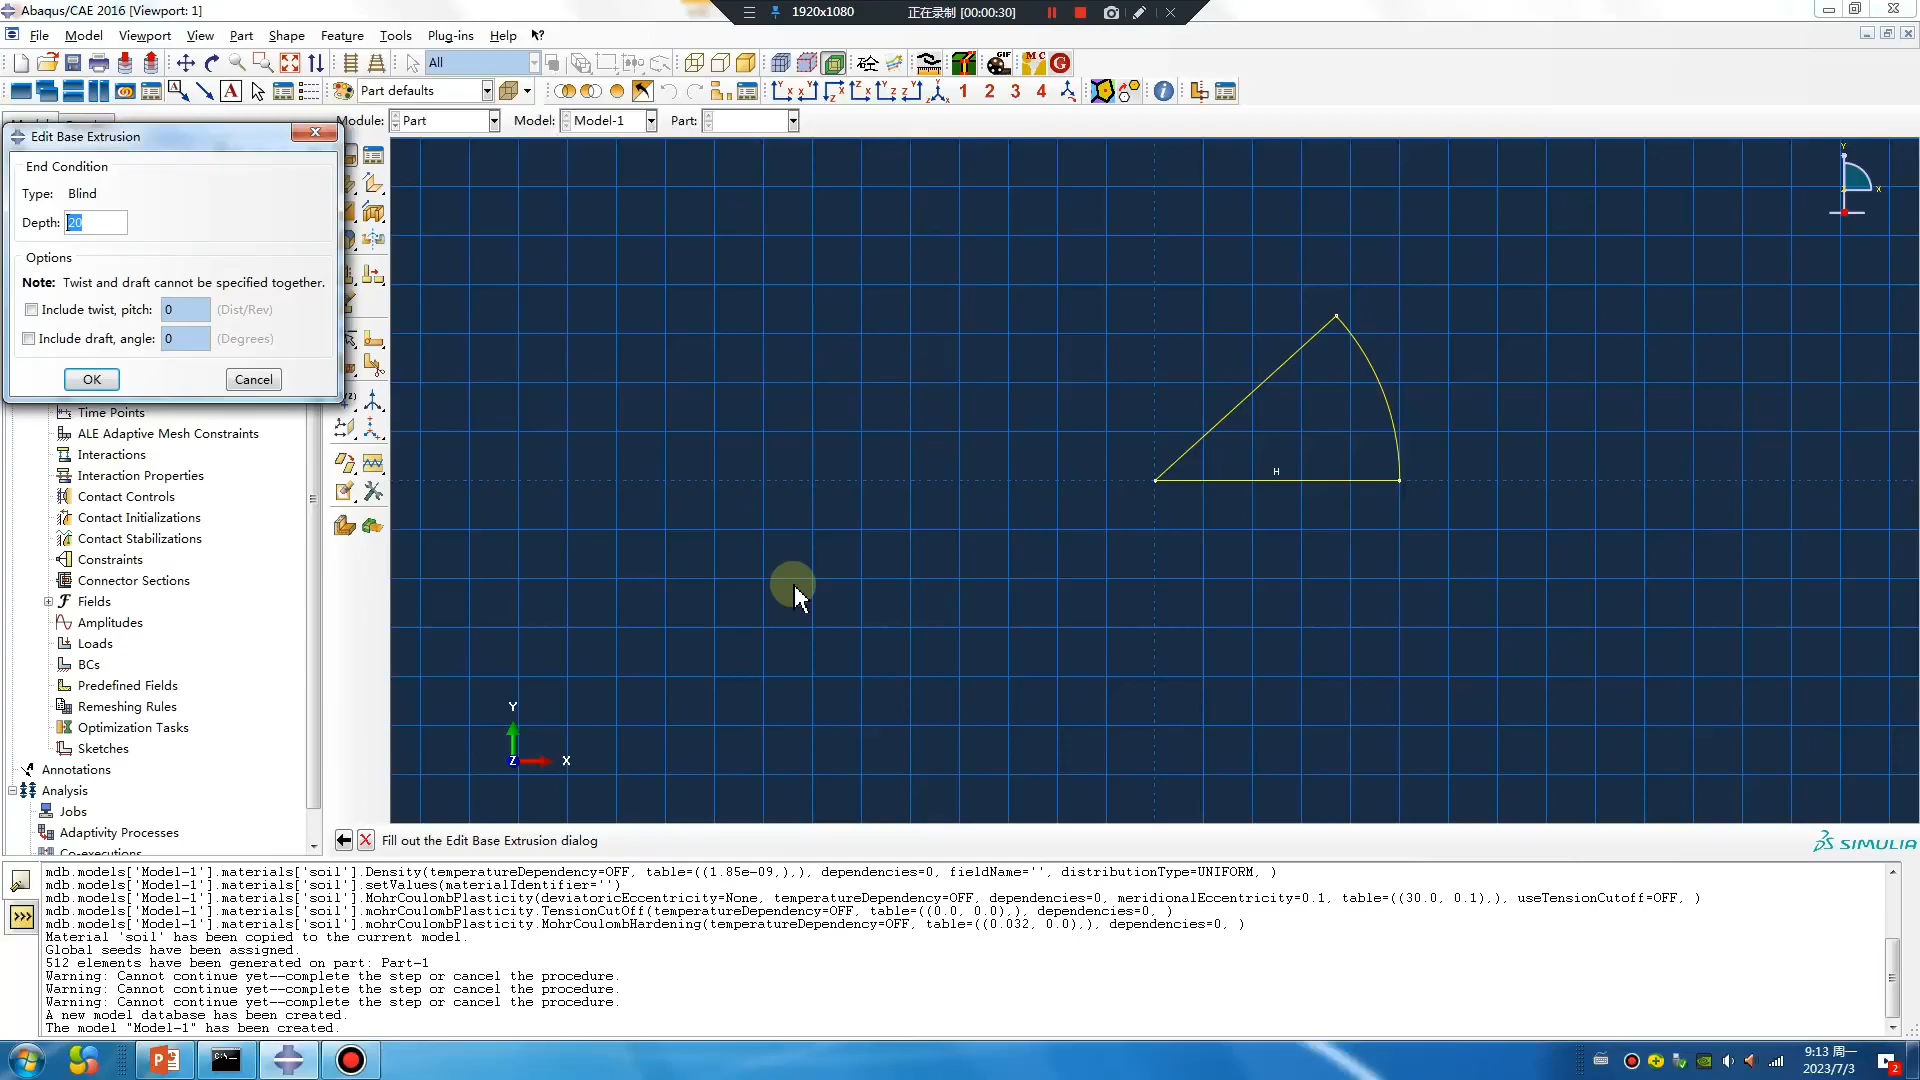 Abaqus/CAE 2016 [Viewport: 1]
1920x1080
正在录制 [00:00:30]
File Model Viewport View Part Shape Feature Tools Plug-ins Help
All
砼
GIF
M C
G
Part defaults
1 2 3 4
Module: Part Model: Model-1 Part:
Edit Base Extrusion
End Condition
Type: Blind
Depth: 20
Options
Note: Twist and draft cannot be specified together.
Include twist, pitch: 0 (Dist/Rev)
Include draft, angle: 0 (Degrees)
OK Cancel
Time Points
ALE Adaptive Mesh Constraints
Interactions
Interaction Properties
Contact Controls
Contact Initializations
Contact Stabilizations
Constraints
Connector Sections
Fields
Amplitudes
Loads
BCs
Predefined Fields
Remeshing Rules
Optimization Tasks
Sketches
Annotations
Analysis
Jobs
Adaptivity Processes
Co-executions
Y
X
H
Y
Z X
Fill out the Edit Base Extrusion dialog
SIMULIA
mdb.models['Model-1'].materials['soil'].Density(temperatureDependency=OFF, table=((1.85e-09,),), dependencies=0, fieldName='', distributionType=UNIFORM, )
mdb.models['Model-1'].materials['soil'].setValues(materialIdentifier='')
mdb.models['Model-1'].materials['soil'].MohrCoulombPlasticity(deviatoricEccentricity=None, temperatureDependency=OFF, dependencies=0, meridionalEccentricity=0.1, table=((30.0, 0.1),), useTensionCutoff=OFF, )
mdb.models['Model-1'].materials['soil'].mohrCoulombPlasticity.TensionCutOff(temperatureDependency=OFF, table=((0.0, 0.0),), dependencies=0, )
mdb.models['Model-1'].materials['soil'].mohrCoulombPlasticity.MohrCoulombHardening(temperatureDependency=OFF, table=((0.032, 0.0),), dependencies=0, )
Material 'soil' has been copied to the current model.
Global seeds have been assigned.
512 elements have been generated on part: Part-1
Warning: Cannot continue yet--complete the step or cancel the procedure.
Warning: Cannot continue yet--complete the step or cancel the procedure.
Warning: Cannot continue yet--complete the step or cancel the procedure.
A new model database has been created.
The model "Model-1" has been created.
9:13 周一
2023/7/3
2